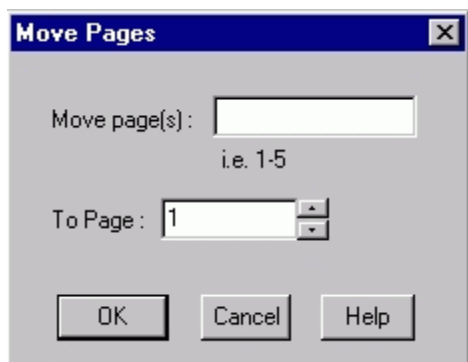 Move Pages
Move page(s) :
i.e. 1-5
To Page : 1
OK Cancel Help